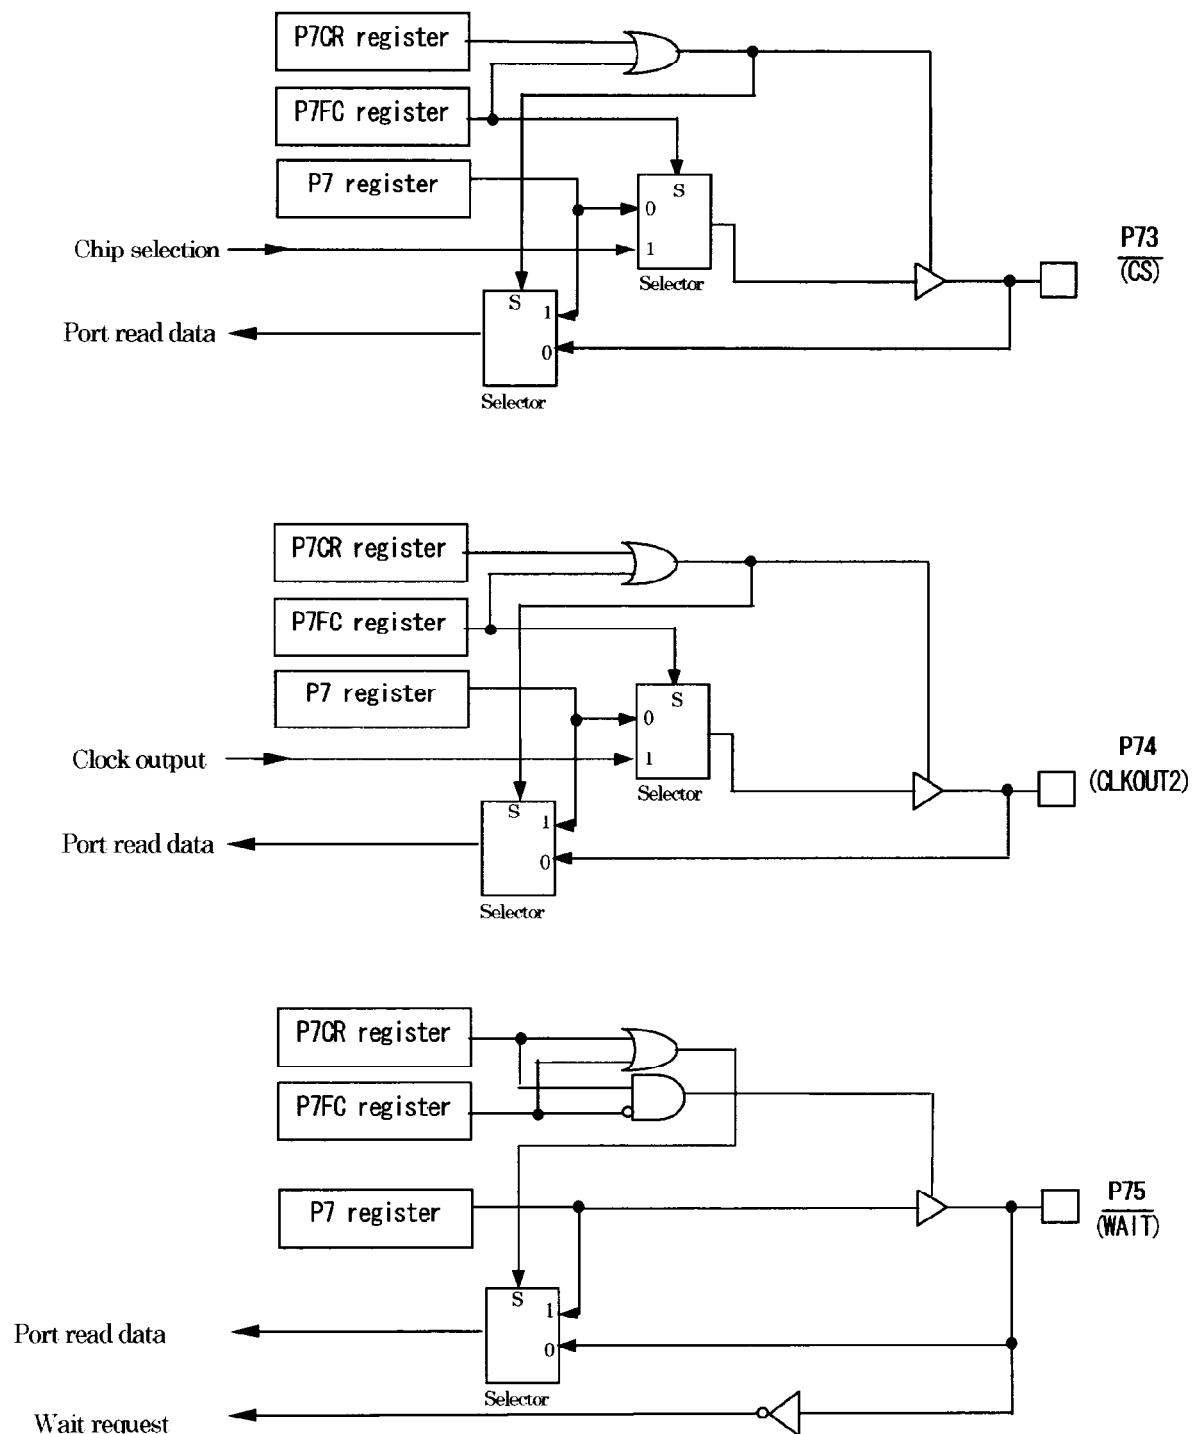 P7CR register
P7FC register
P7 register
S
0
Chip selection
1
P73
(CS)
Selector
S
1
Port read data
0
Selector
P7CR register
P7FC register
P7 register
S
0
Clock output
1
P74
(CLKOUT2)
Selector
S
1
Port read data
0
Selector
P7CR register
P7FC register
P7 register
P75
(WAIT)
S
1
Port read data
0
Selector
Wait request